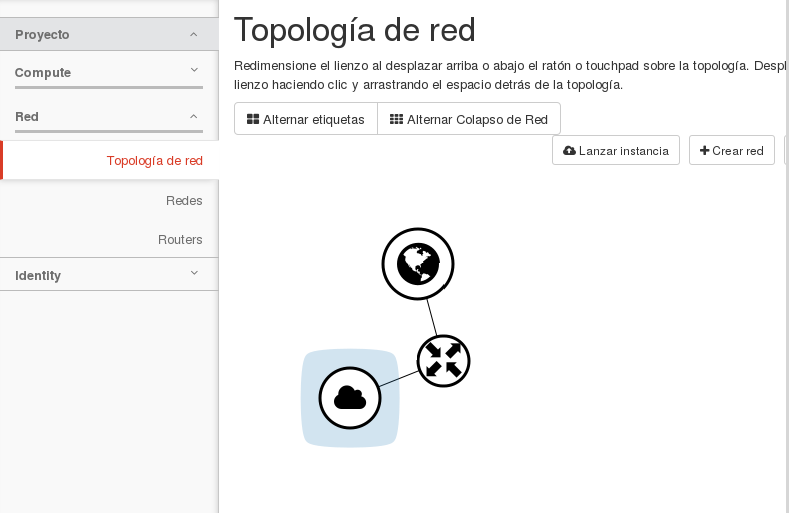 Proyecto
Compute
Red
Topología de red
Redes
Routers
Identity
Topología de red
Redimensione el lienzo al desplazar arriba o abajo el ratón o touchpad sobre la topología. Despl
lienzo haciendo clic y arrastrando el espacio detrás de la topología.
Alternar etiquetas Alternar Colapso de Red
Lanzar instancia Crear red